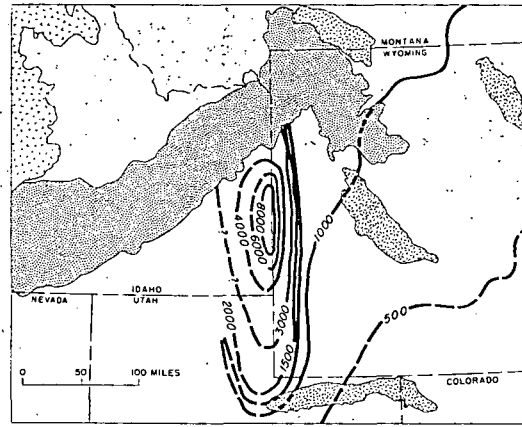 MONTANA
WYOMING
1000
8000
6000
4000
?
?
3000
2000
1500
500
NEVADA
IDAHO
UTAH
COLORADO
0 50 100 MILES